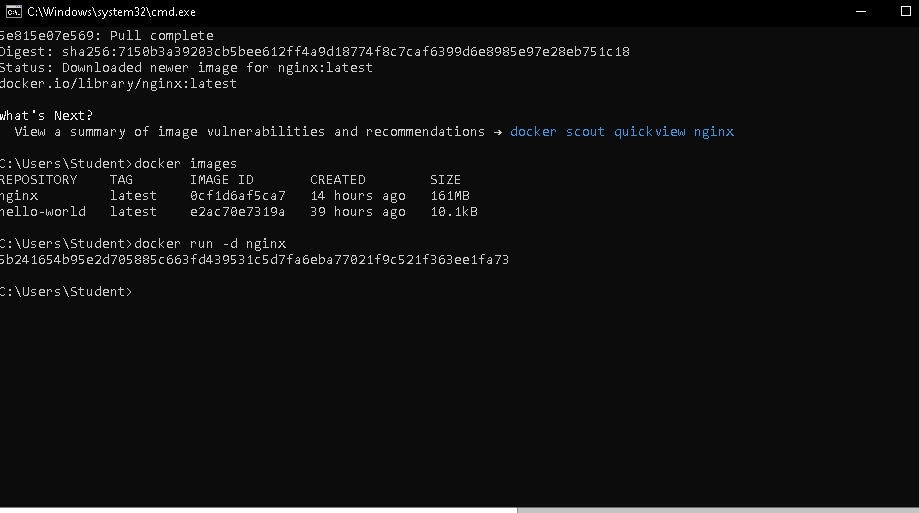 C:\Windows\system32\cmd.exe
5e815e07e569: Pull complete
Digest: sha256:7150b3a39203cb5bee612ff4a9d18774f8c7caf6399d6e8985e97e28eb751c18
Status: Downloaded newer image for nginx:latest
docker.io/library/nginx:latest
What's Next?
View a summary of image vulnerabilities and recommendations → docker scout quickview nginx
C:\Users\Student>docker images
REPOSITORY TAG IMAGE ID CREATED SIZE
nginx latest 0cf1d6af5ca7 14 hours ago 161MB
hello-world latest e2ac70e7319a 39 hours ago 10.1kB
C:\Users\Student>docker run -d nginx
5b241654b95e2d705885c663fd439531c5d7fa6eba77021f9c521f363ee1fa73
C:\Users\Student>